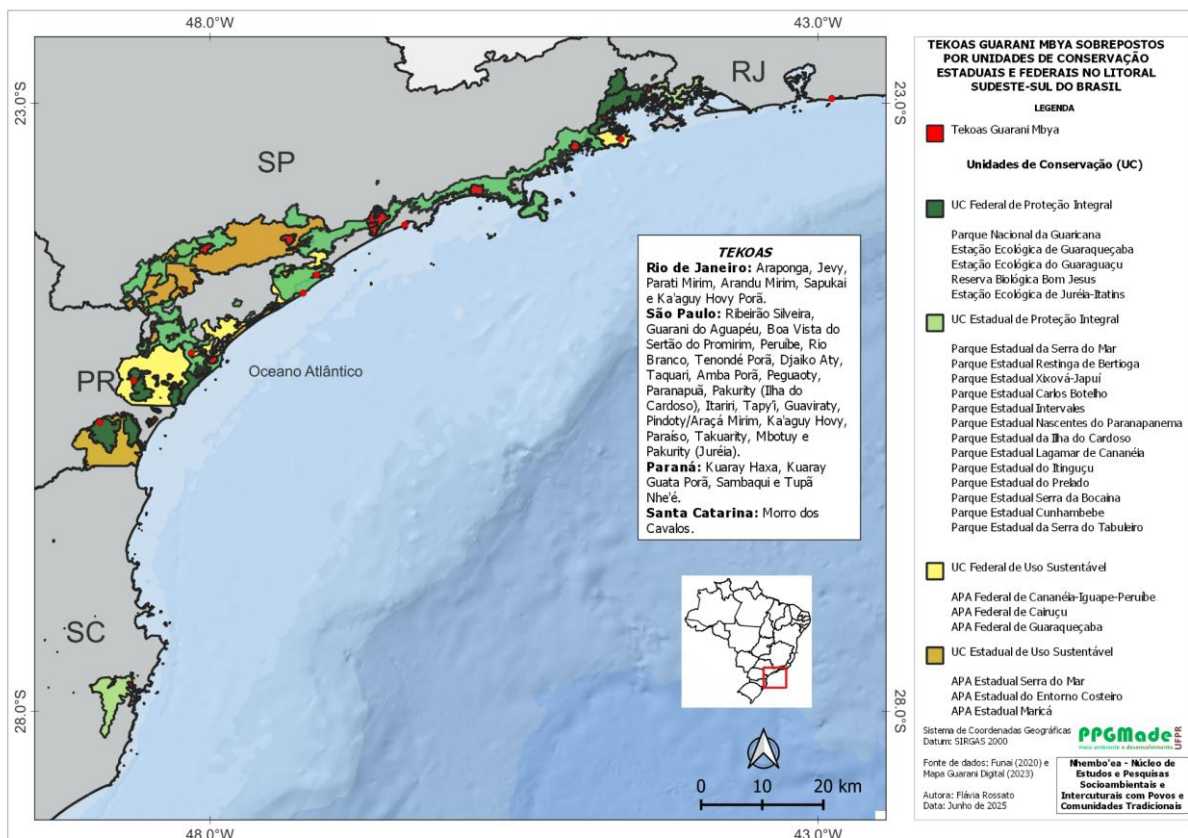 48.0°W
43.0°W
23.0°S
23.0°S
28.0°S
28.0°S
48.0°W
43.0°W
RJ
SP
PR
SC
Oceano Atlântico
TEKOAS
Rio de Janeiro: Araponga, Jevy,
Parati Mirim, Arandu Mirim, Sapukai
e Ka'aguy Hovy Porã.
São Paulo: Ribeirão Silveira,
Guarani do Aguapéu, Boa Vista do
Sertão do Promirim, Peruíbe, Rio
Branco, Tenondé Porã, Djaiko Aty,
Taquari, Amba Porã, Peguaoty,
Paranapuã, Pakurity (Ilha do
Cardoso), Itariri, Tapy'i, Guaviraty,
Pindoty/Araçá Mirim, Ka'aguy Hovy,
Paraíso, Takuarity, Mbotuy e
Pakurity (Juréia).
Paraná: Kuaray Haxa, Kuaray
Guata Porã, Sambaqui e Tupã
Nhe'é.
Santa Catarina: Morro dos
Cavalos.
0 10 20 km
TEKOAS GUARANI MBYA SOBREPOSTOS
POR UNIDADES DE CONSERVAÇÃO
ESTADUAIS E FEDERAIS NO LITORAL
SUDESTE-SUL DO BRASIL
LEGENDA
Tekoas Guarani Mbya
Unidades de Conservação (UC)
UC Federal de Proteção Integral
Parque Nacional da Guaricana
Estação Ecológica de Guaraqueçaba
Estação Ecológica do Guaraguaçu
Reserva Biológica Bom Jesus
Estação Ecológica de Juréia-Itatins
UC Estadual de Proteção Integral
Parque Estadual da Serra do Mar
Parque Estadual Restinga de Bertioga
Parque Estadual Xixová-Japuí
Parque Estadual Carlos Botelho
Parque Estadual Intervales
Parque Estadual Nascentes do Paranapanema
Parque Estadual da Ilha do Cardoso
Parque Estadual Lagamar de Cananéia
Parque Estadual do Itinguçu
Parque Estadual do Prelado
Parque Estadual Serra da Bocaina
Parque Estadual Cunhambebe
Parque Estadual da Serra do Tabuleiro
UC Federal de Uso Sustentável
APA Federal de Cananéia-Iguape-Peruíbe
APA Federal de Cairuçu
APA Federal de Guaraqueçaba
UC Estadual de Uso Sustentável
APA Estadual Serra do Mar
APA Estadual do Entorno Costeiro
APA Estadual Maricá
Sistema de Coordenadas Geográficas
Datum: SIRGAS 2000
Fonte de dados: Funai (2020) e
Mapa Guarani Digital (2023)
Autora: Flávia Rossato
Data: Junho de 2025
PPGMade
meio ambiente e desenvolvimento
UFPR
Nhembo'ea - Núcleo de
Estudos e Pesquisas
Socioambientais e
Interculturais com Povos e
Comunidades Tradicionais